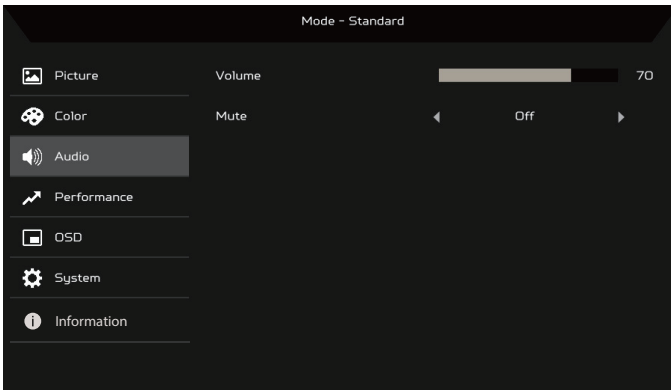 Mode - Standard
Picture
Volume 70
Color
Mute Off
Audio
Performance
OSD
System
Information